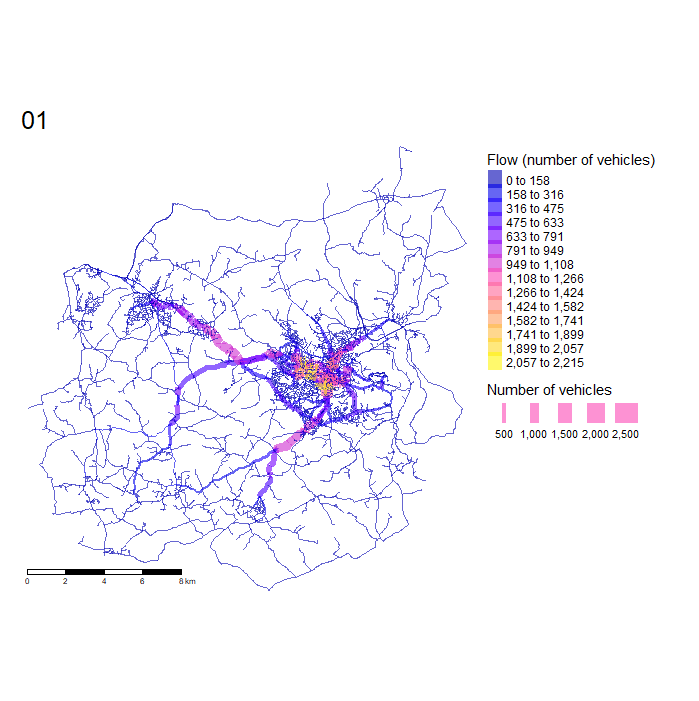 01
Flow (number of vehicles)
0 to 158
158 to 316
316 to 475
475 to 633
633 to 791
791 to 949
949 to 1,108
1,108 to 1,266
1,266 to 1,424
1,424 to 1,582
1,582 to 1,741
1,741 to 1,899
1,899 to 2,057
2,057 to 2,215
Number of vehicles
500 1,000 1,500 2,000 2,500
0 2 4 6 8 km